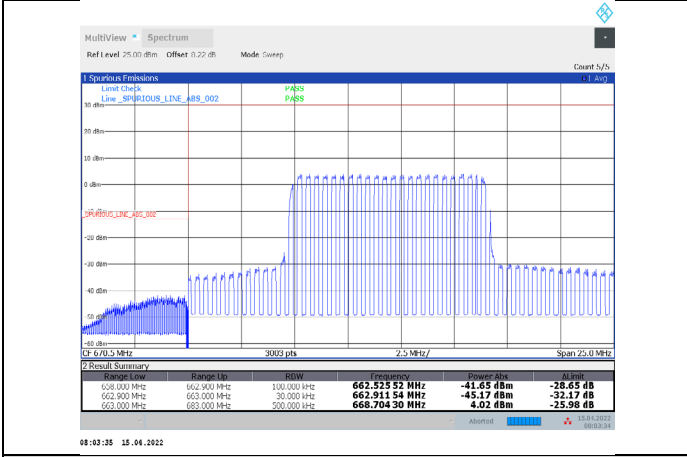 MultiView Spectrum
Ref Level 25.00 dBm Offset 8.22 dB Mode Sweep
Count 5/5
1 Spurious Emissions 1 Avg
Limit Check PASS
Line _SPURIOUS_LINE_ABS_002 PASS
30 dBm
20 dBm
10 dBm
0 dBm
_SPURIOUS_LINE_ABS_002
-20 dBm
-30 dBm
-40 dBm
-50 dBm
-60 dBm
CF 670.5 MHz 3003 pts 2.5 MHz/ Span 25.0 MHz
2 Result Summary
Range Low Range Up RBW Frequency Power Abs ΔLimit
658.000 MHz 662.900 MHz 100.000 kHz 662.525 52 MHz -41.65 dBm -28.65 dB
662.900 MHz 663.000 MHz 30.000 kHz 662.911 54 MHz -45.17 dBm -32.17 dB
663.000 MHz 683.000 MHz 500.000 kHz 668.704 30 MHz 4.02 dBm -25.98 dB
Aborted 15.04.2022
08:03:34
08:03:35 15.04.2022